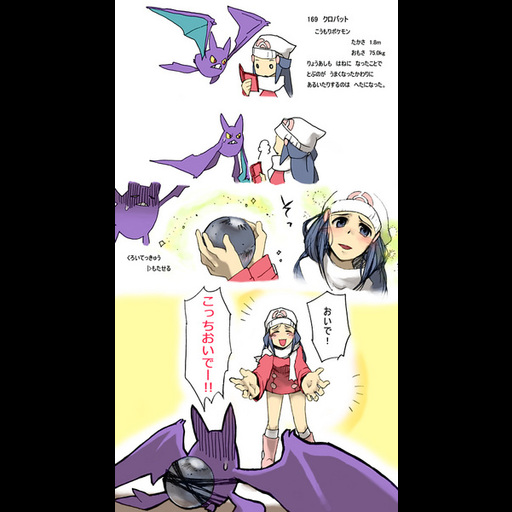 169 クロバット
こうもりポケモン
たかさ 1.8m
おもさ 75.0kg
りょうあしも はねに なったことで
とぶのが うまくなったかわりに
あるいたりするのは へたになった。
そっ
くろいてっきゅう
▷もたせる
おいで!
こっちおいでー!!